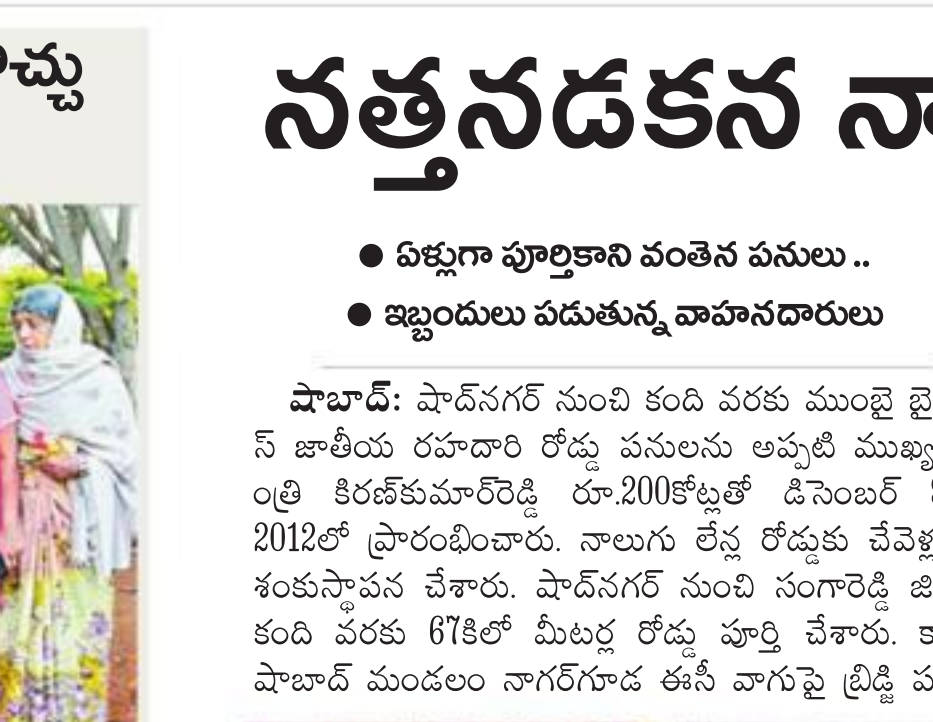 నత్తనడకన
● ఏళ్లుగా పూర్తికాని వంతెన పనులు ..
● ఇబ్బందులు పడుతున్న వాహనదారులు
షాబాద్: షాద్‌నగర్ నుంచి కంది వరకు ముంబై
స్ జాతీయ రహదారి రోడ్డు పనులను అప్పటి
ంత్రి కిరణ్‌కుమార్‌రెడ్డి రూ.200కోట్లతో డిసెంబర్
2012లో ప్రారంభించారు. నాలుగు లేన్ల రోడ్డుకు
శంకుస్థాపన చేశారు. షాద్‌నగర్ నుంచి సంగారెడ్డి
కంది వరకు 67కిలో మీటర్ల రోడ్డు పూర్తి చేశారు.
షాబాద్ మండలం నాగర్‌గూడ ఈసీ వాగుపై బ్రిడ్జి